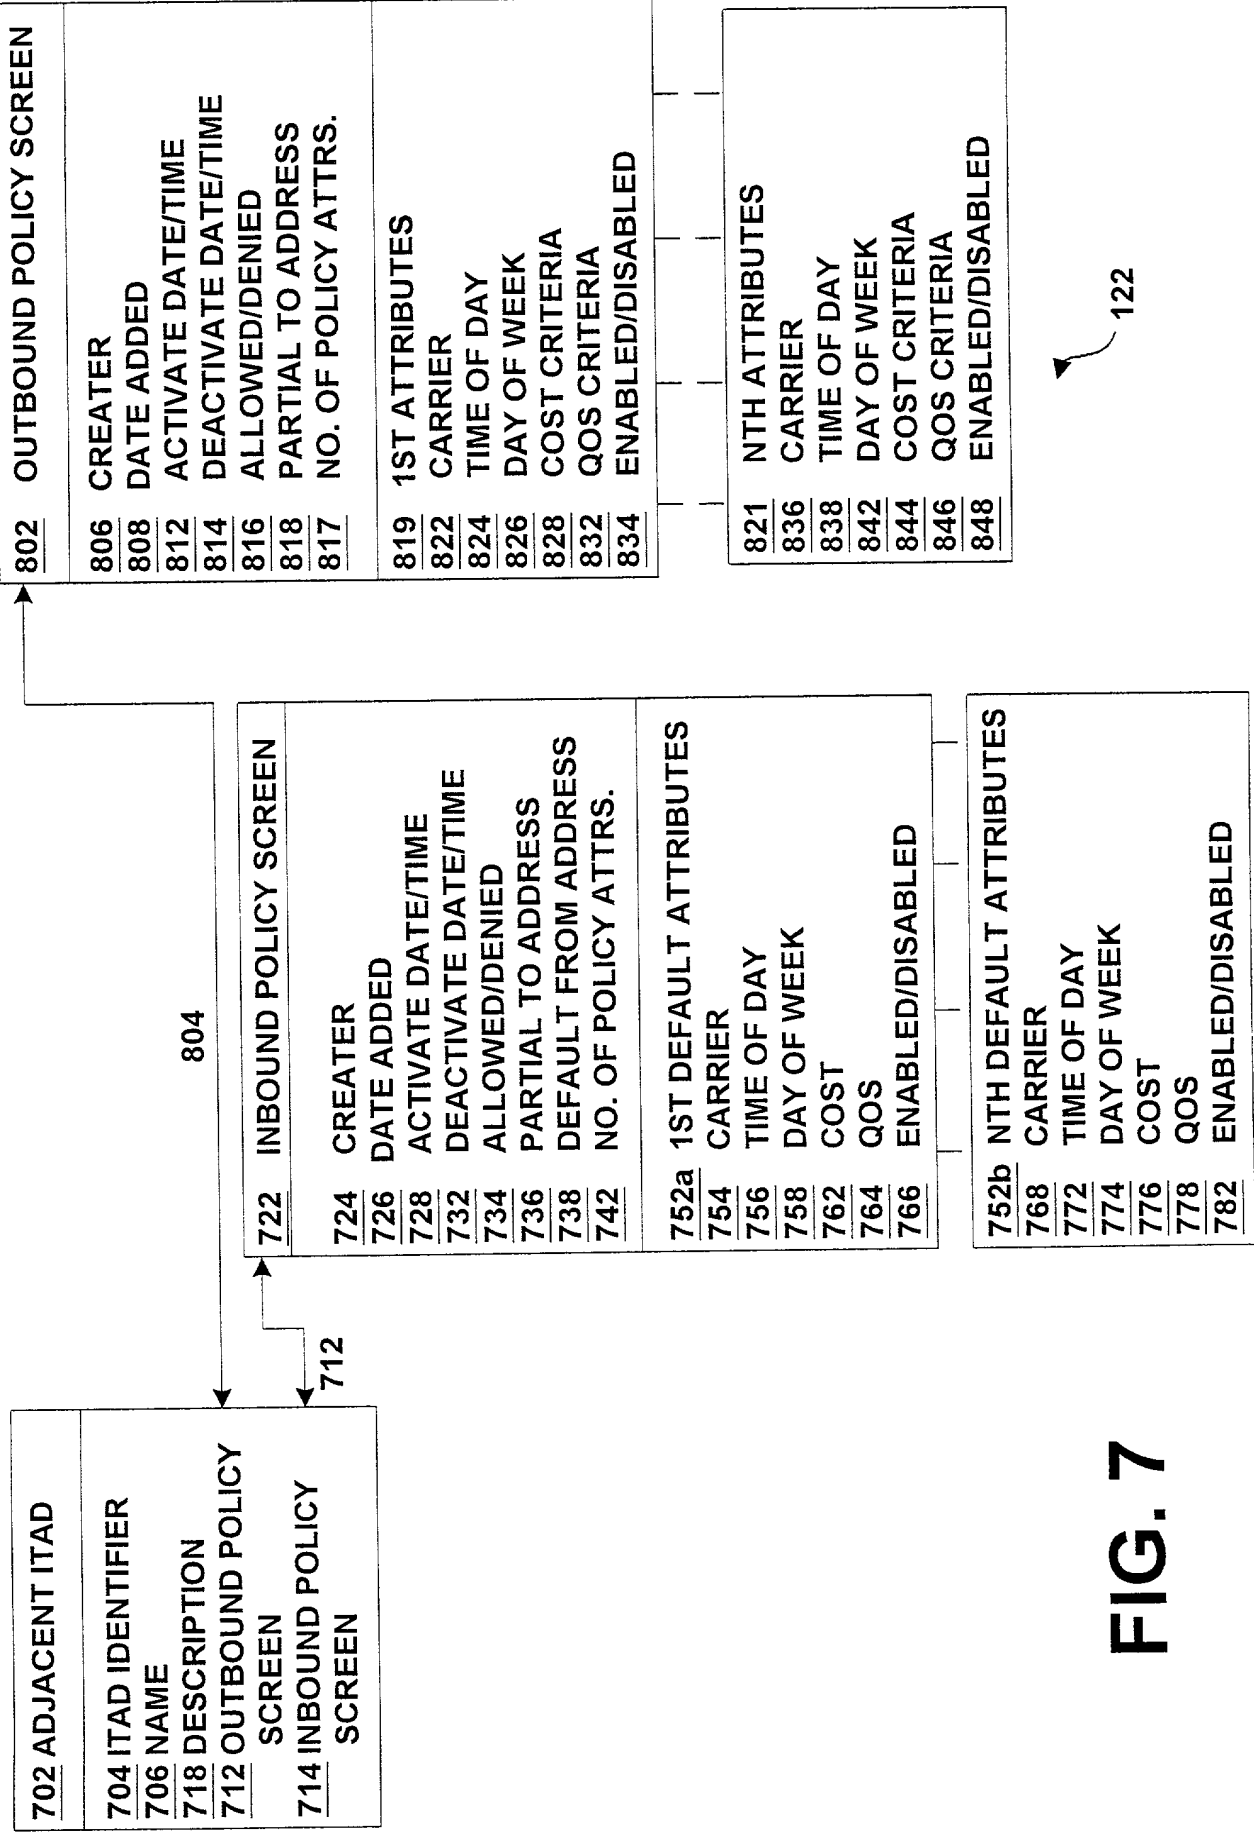 702 ADJACENT ITAD
704 ITAD IDENTIFIER
706 NAME
718 DESCRIPTION
712 OUTBOUND POLICY
SCREEN
714 INBOUND POLICY
SCREEN
712
804
722 INBOUND POLICY SCREEN
724 CREATER
726 DATE ADDED
728 ACTIVATE DATE/TIME
732 DEACTIVATE DATE/TIME
734 ALLOWED/DENIED
736 PARTIAL TO ADDRESS
738 DEFAULT FROM ADDRESS
742 NO. OF POLICY ATTRS.
752a 1ST DEFAULT ATTRIBUTES
754 CARRIER
756 TIME OF DAY
758 DAY OF WEEK
762 COST
764 QOS
766 ENABLED/DISABLED
752b NTH DEFAULT ATTRIBUTES
768 CARRIER
772 TIME OF DAY
774 DAY OF WEEK
776 COST
778 QOS
782 ENABLED/DISABLED
802 OUTBOUND POLICY SCREEN
806 CREATER
808 DATE ADDED
812 ACTIVATE DATE/TIME
814 DEACTIVATE DATE/TIME
816 ALLOWED/DENIED
818 PARTIAL TO ADDRESS
817 NO. OF POLICY ATTRS.
819 1ST ATTRIBUTES
822 CARRIER
824 TIME OF DAY
826 DAY OF WEEK
828 COST CRITERIA
832 QOS CRITERIA
834 ENABLED/DISABLED
821 NTH ATTRIBUTES
836 CARRIER
838 TIME OF DAY
842 DAY OF WEEK
844 COST CRITERIA
846 QOS CRITERIA
848 ENABLED/DISABLED
122
FIG. 7